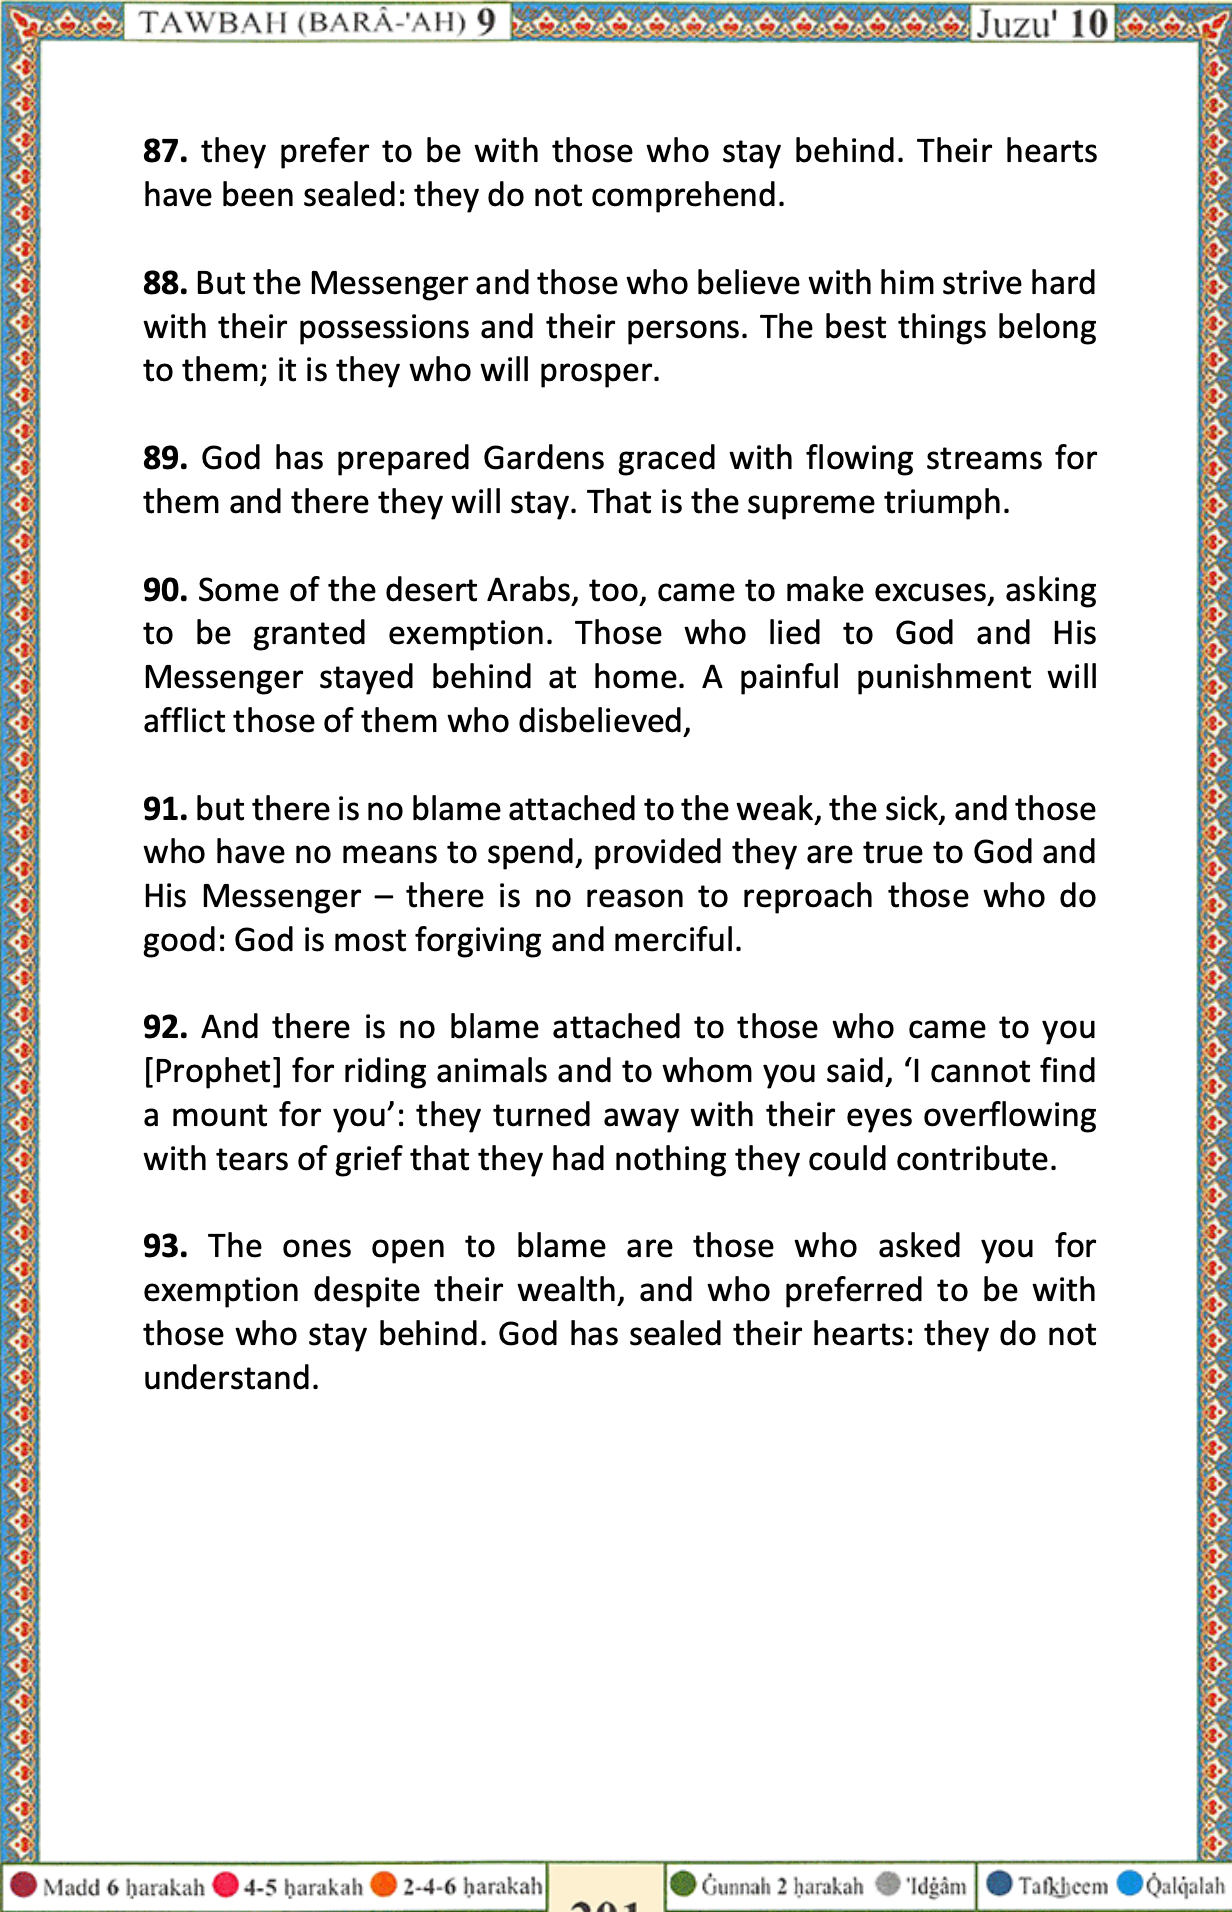 TAWBAH (BARÂ-'AH) 9
Juzu' 10
87. they prefer to be with those who stay behind. Their hearts
have been sealed: they do not comprehend.
88. But the Messenger and those who believe with him strive hard
with their possessions and their persons. The best things belong
to them; it is they who will prosper.
89. God has prepared Gardens graced with flowing streams for
them and there they will stay. That is the supreme triumph.
90. Some of the desert Arabs, too, came to make excuses, asking
to be granted exemption. Those who lied to God and His
Messenger stayed behind at home. A painful punishment will
afflict those of them who disbelieved,
91. but there is no blame attached to the weak, the sick, and those
who have no means to spend, provided they are true to God and
His Messenger – there is no reason to reproach those who do
good: God is most forgiving and merciful.
92. And there is no blame attached to those who came to you
[Prophet] for riding animals and to whom you said, ‘I cannot find
a mount for you’: they turned away with their eyes overflowing
with tears of grief that they had nothing they could contribute.
93. The ones open to blame are those who asked you for
exemption despite their wealth, and who preferred to be with
those who stay behind. God has sealed their hearts: they do not
understand.
Madd 6 ḥarakah 4-5 ḥarakah 2-4-6 ḥarakah
Ġunnah 2 ḥarakah 'Idġâm
Tafkheem Q̇alq̇alah